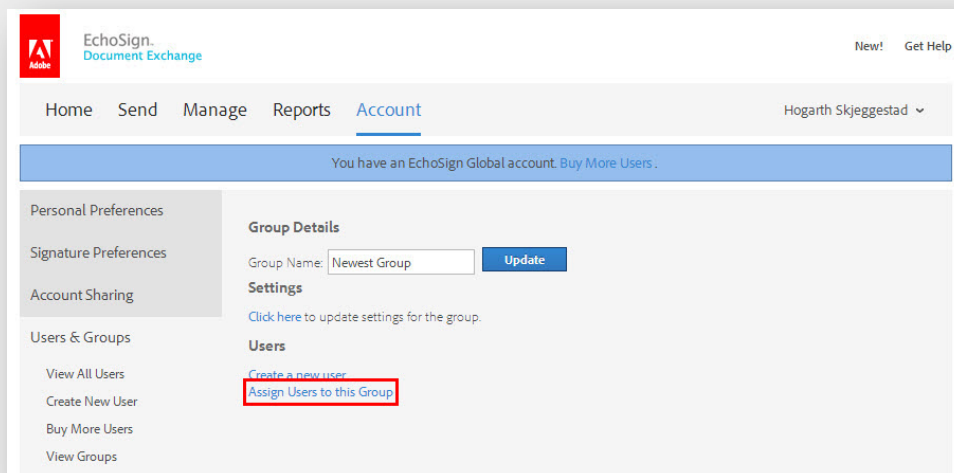 Adobe
EchoSign.
Document Exchange
New! Get Help
Home Send Manage Reports Account
Hogarth Skjeggestad
You have an EchoSign Global account. Buy More Users .
Personal Preferences
Signature Preferences
Account Sharing
Users & Groups
View All Users
Create New User
Buy More Users
View Groups
Group Details
Group Name: Newest Group Update
Settings
Click here to update settings for the group.
Users
Create a new user
Assign Users to this Group